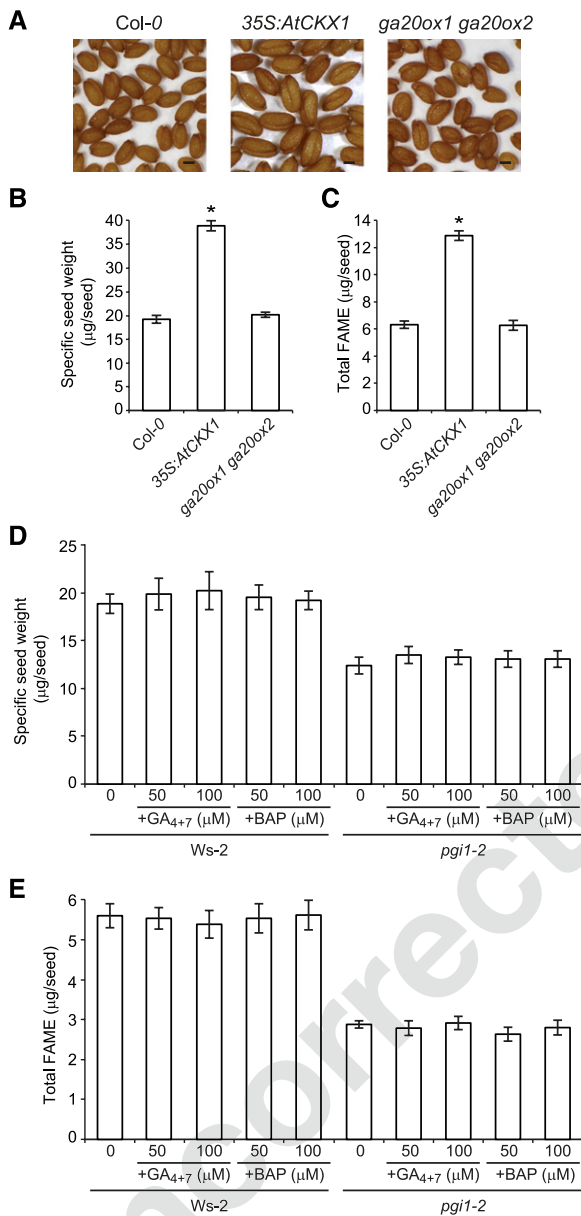 A
Col-0
35S:AtCKX1
ga20ox1 ga20ox2
B
Specific seed weight
(µg/seed)
40
35
30
25
20
15
10
5
0
*
Col-0
35S:AtCKX1
ga20ox1 ga20ox2
C
Total FAME (µg/seed)
14
12
10
8
6
4
2
0
*
Col-0
35S:AtCKX1
ga20ox1 ga20ox2
D
Specific seed weight
(µg/seed)
25
20
15
10
5
0
0 50 100 50 100 0 50 100 50 100
+GA4+7 (µM) +BAP (µM) +GA4+7 (µM) +BAP (µM)
Ws-2 pgi1-2
E
Total FAME (µg/seed)
6
5
4
3
2
1
0
0 50 100 50 100 0 50 100 50 100
+GA4+7 (µM) +BAP (µM) +GA4+7 (µM) +BAP (µM)
Ws-2 pgi1-2
ncorrecte